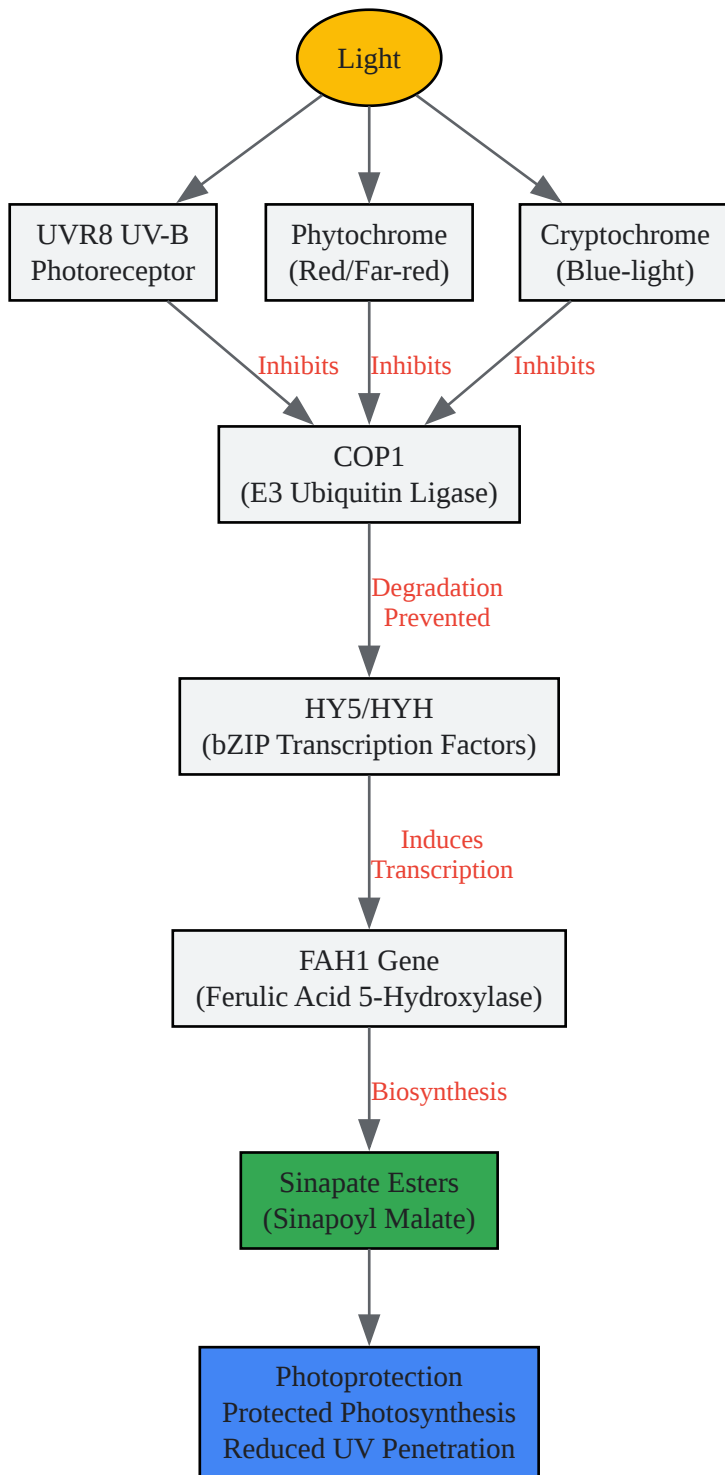 Light
UVR8 UV-B
Photoreceptor
Phytochrome
(Red/Far-red)
Cryptochrome
(Blue-light)
Inhibits
Inhibits
Inhibits
COP1
(E3 Ubiquitin Ligase)
Degradation
Prevented
HY5/HYH
(bZIP Transcription Factors)
Induces
Transcription
FAH1 Gene
(Ferulic Acid 5-Hydroxylase)
Biosynthesis
Sinapate Esters
(Sinapoyl Malate)
Photoprotection
Protected Photosynthesis
Reduced UV Penetration